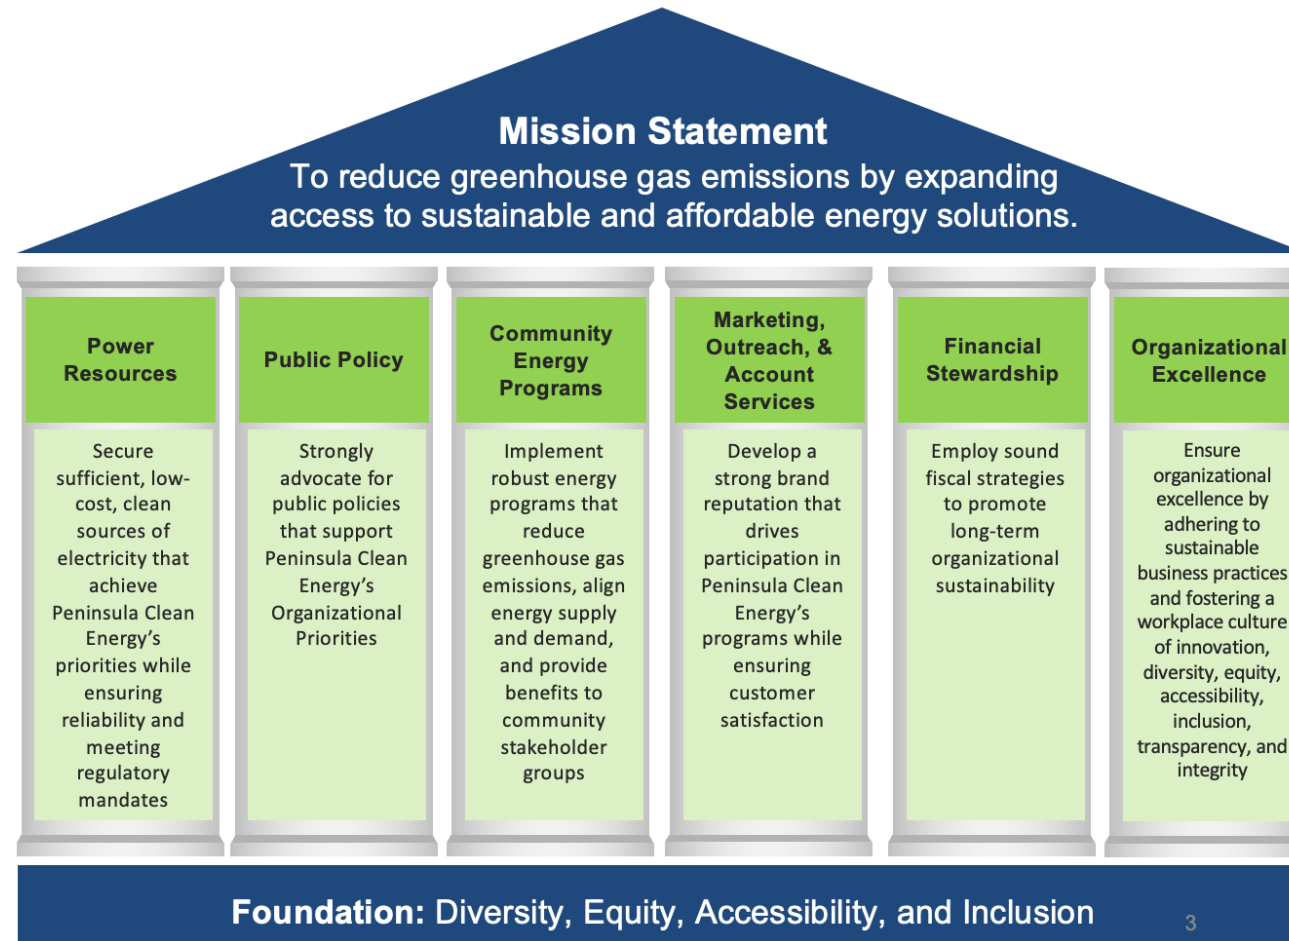 Mission Statement
To reduce greenhouse gas emissions by expanding
access to sustainable and affordable energy solutions.
Power
Resources
Secure
sufficient, low-
cost, clean
sources of
electricity that
achieve
Peninsula Clean
Energy’s
priorities while
ensuring
reliability and
meeting
regulatory
mandates
Public Policy
Strongly
advocate for
public policies
that support
Peninsula Clean
Energy’s
Organizational
Priorities
Community
Energy
Programs
Implement
robust energy
programs that
reduce
greenhouse gas
emissions, align
energy supply
and demand,
and provide
benefits to
community
stakeholder
groups
Marketing,
Outreach, &
Account
Services
Develop a
strong brand
reputation that
drives
participation in
Peninsula Clean
Energy’s
programs while
ensuring
customer
satisfaction
Financial
Stewardship
Employ sound
fiscal strategies
to promote
long-term
organizational
sustainability
Organizational
Excellence
Ensure
organizational
excellence by
adhering to
sustainable
business practices
and fostering a
workplace culture
of innovation,
diversity, equity,
accessibility,
inclusion,
transparency, and
integrity
Foundation: Diversity, Equity, Accessibility, and Inclusion
3